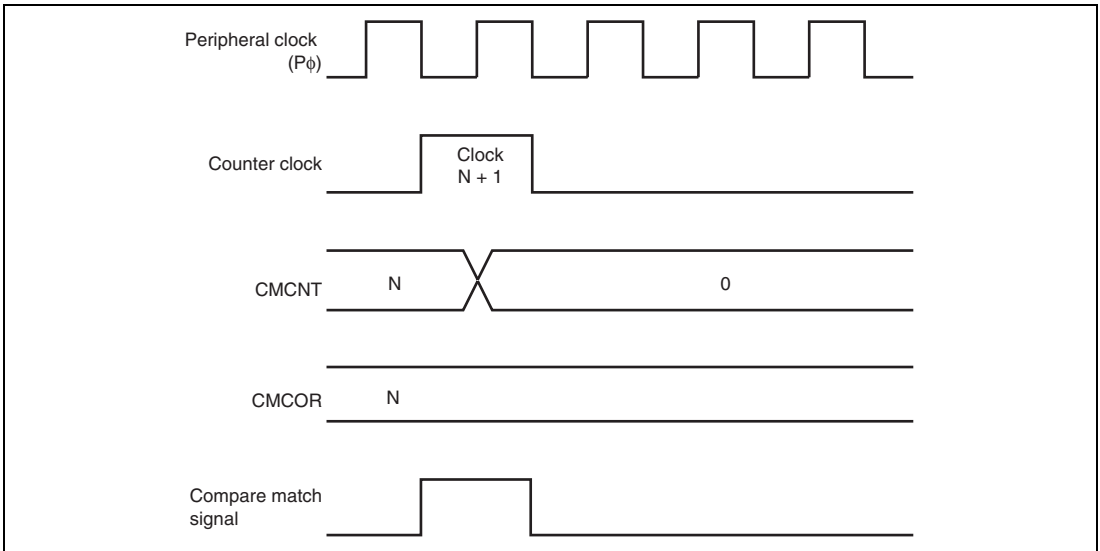 Peripheral clock
(Pϕ)
Counter clock
Clock
N + 1
CMCNT
N
0
CMCOR
N
Compare match
signal